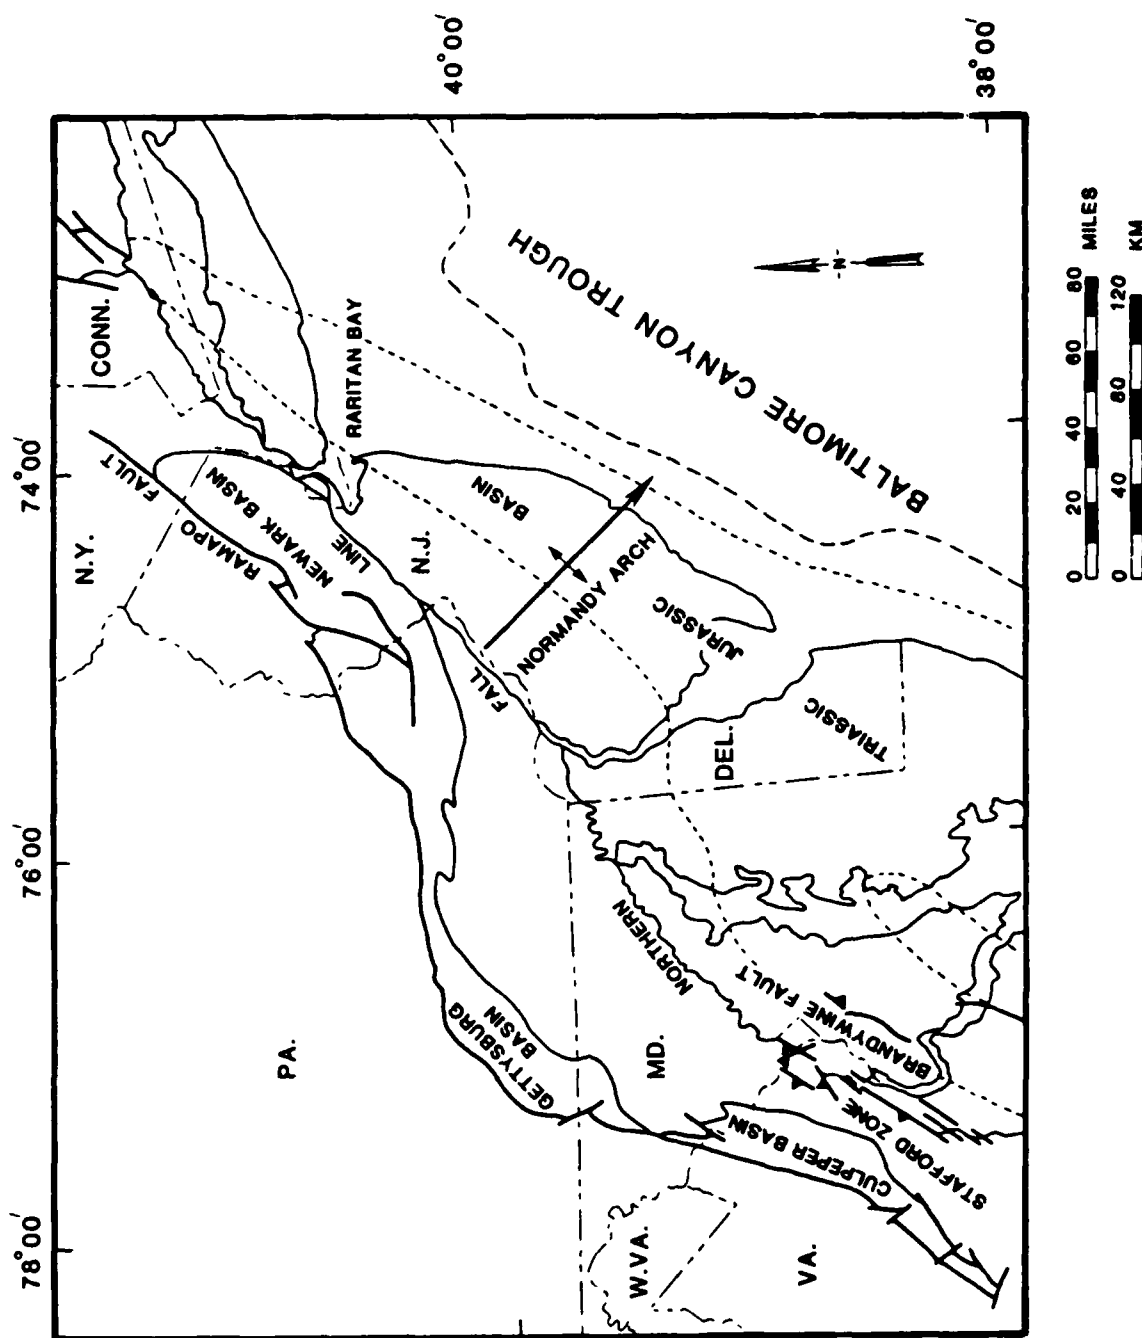 78°00'
76°00'
74°00'
40°00'
38°00'
N.Y.
CONN.
PA.
N.J.
MD.
DEL.
W.VA.
VA.
RAMAPO FAULT
NEWARK BASIN
FALL LINE
RARITAN BAY
NORMANDY ARCH
BALTIMORE CANYON TROUGH
GETTYSBURG
BASIN
CULPEPER BASIN
STAFFORD ZONE
BRANDYWINE FAULT
NORTHERN
TRIASSIC
JURASSIC
BASIN
N
0 20 40 60 80 MILES
0 40 80 120 KM